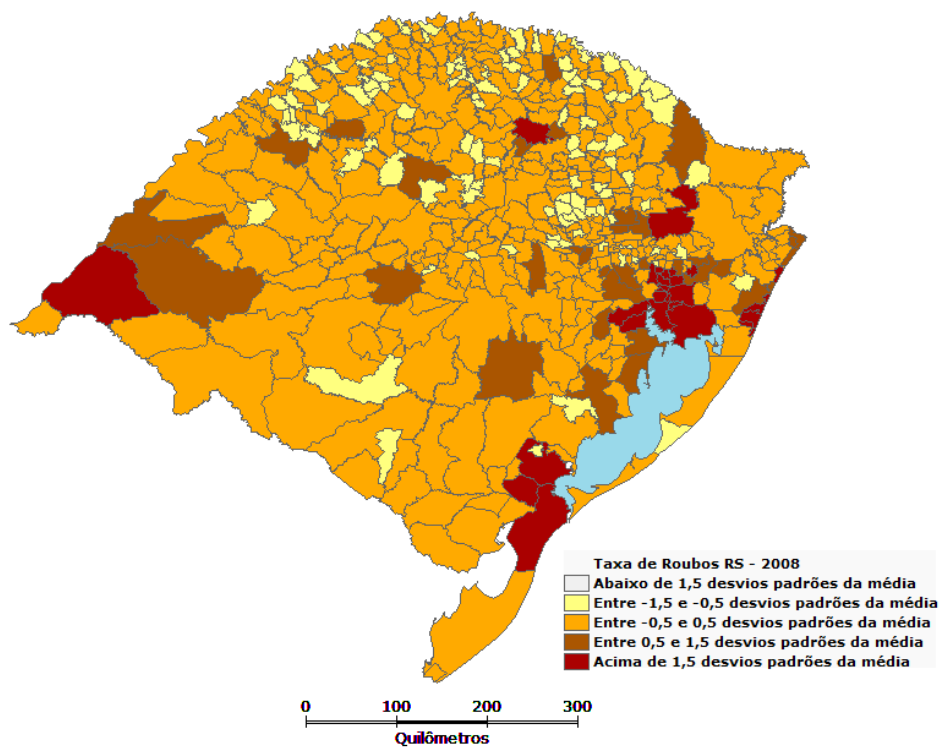 Taxa de Roubos RS - 2008
Abaixo de 1,5 desvios padrões da média
Entre -1,5 e -0,5 desvios padrões da média
Entre -0,5 e 0,5 desvios padrões da média
Entre 0,5 e 1,5 desvios padrões da média
Acima de 1,5 desvios padrões da média
0 100 200 300
Quilômetros